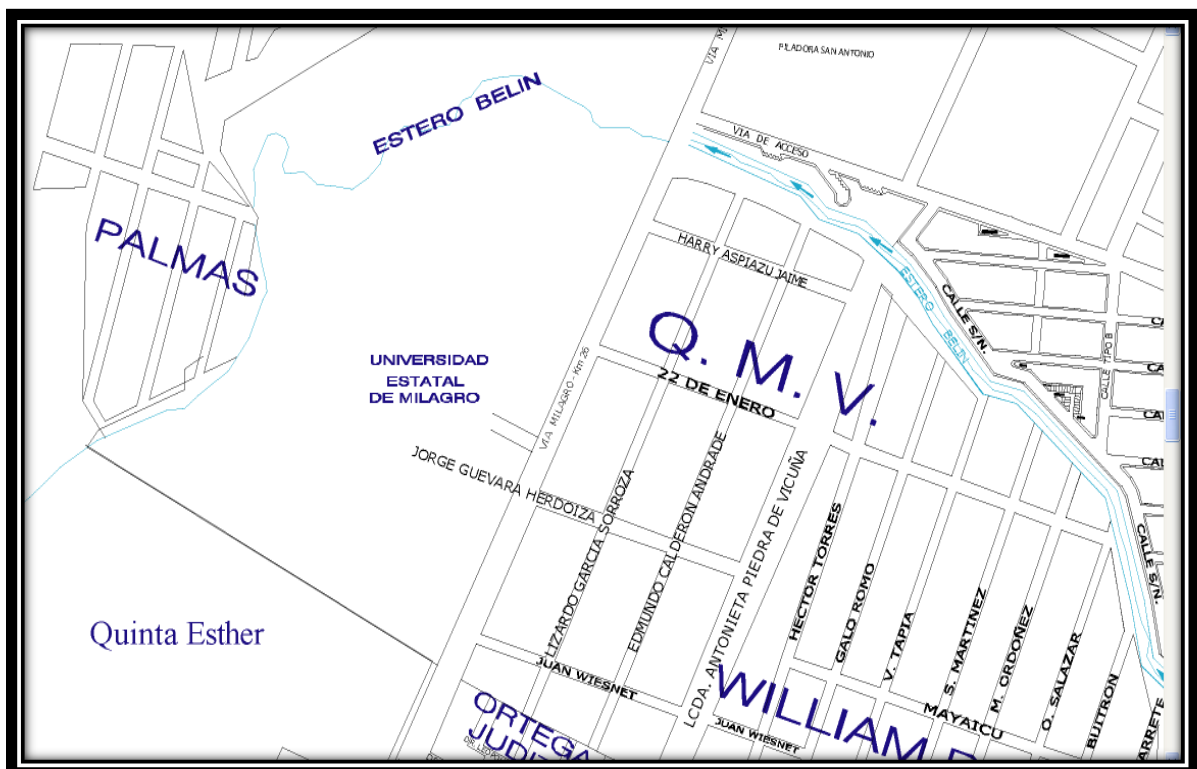 PILADORA SAN ANTONIO
ESTERO BELIN
VIA DE ACCESO
PALMAS
HARRY ASPIAZU JAIME
ESTERO BELIN
CALLE S/N.
CALLE TIPO B
Q. M. V.
UNIVERSIDAD
ESTATAL
DE MILAGRO
VIA MILAGRO - Km 26
22 DE ENERO
JORGE GUEVARA HERDOIZA
LIZARDO GARCIA SORROZA
EDMUNDO CALDERON ANDRADE
LCDA. ANTONIETA PIEDRA DE VICUÑA
HECTOR TORRES
GALO ROMO
V. TAPIA
S. MARTINEZ
M. ORDOÑEZ
O. SALAZAR
BUITRON
CALLE S/N.
Quinta Esther
JUAN WIESNET
WILLIAM
MAYAICU
JUAN WIESNET
ORTEGA